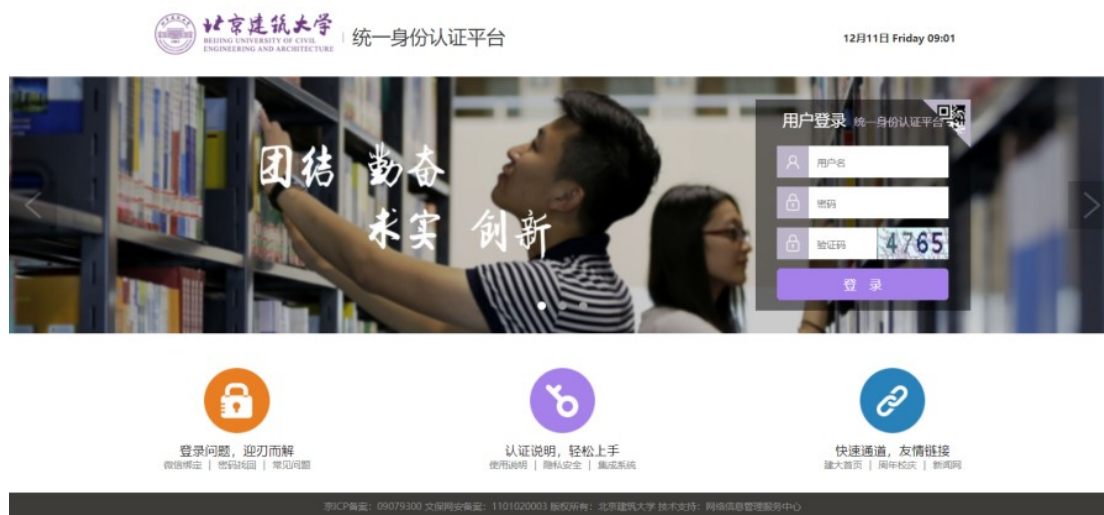 北京建筑大学
BEIJING UNIVERSITY OF CIVIL
ENGINEERING AND ARCHITECTURE
统一身份认证平台
12月11日 Friday 09:01
团结 勤奋
求实 创新
用户登录 统一身份认证平台
用户名
密码
验证码 4765
登 录
登录问题，迎刃而解
微信绑定 | 密码找回 | 常见问题
认证说明，轻松上手
使用说明 | 隐私安全 | 集成系统
快速通道，友情链接
建大首页 | 周年校庆 | 新闻网
京ICP备案：09079300 文保网安备案：1101020003 版权所有：北京建筑大学 技术支持：网络信息管理服务中心